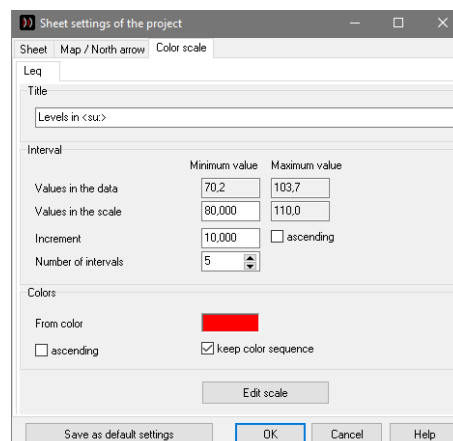 Sheet settings of the project
Sheet Map / North arrow Color scale
Leq
Title
Levels in <su:>
Interval
Minimum value Maximum value
Values in the data 70,2 103,7
Values in the scale 80,000 110,0
Increment 10,000 ascending
Number of intervals 5
Colors
From color
ascending keep color sequence
Edit scale
Save as default settings OK Cancel Help